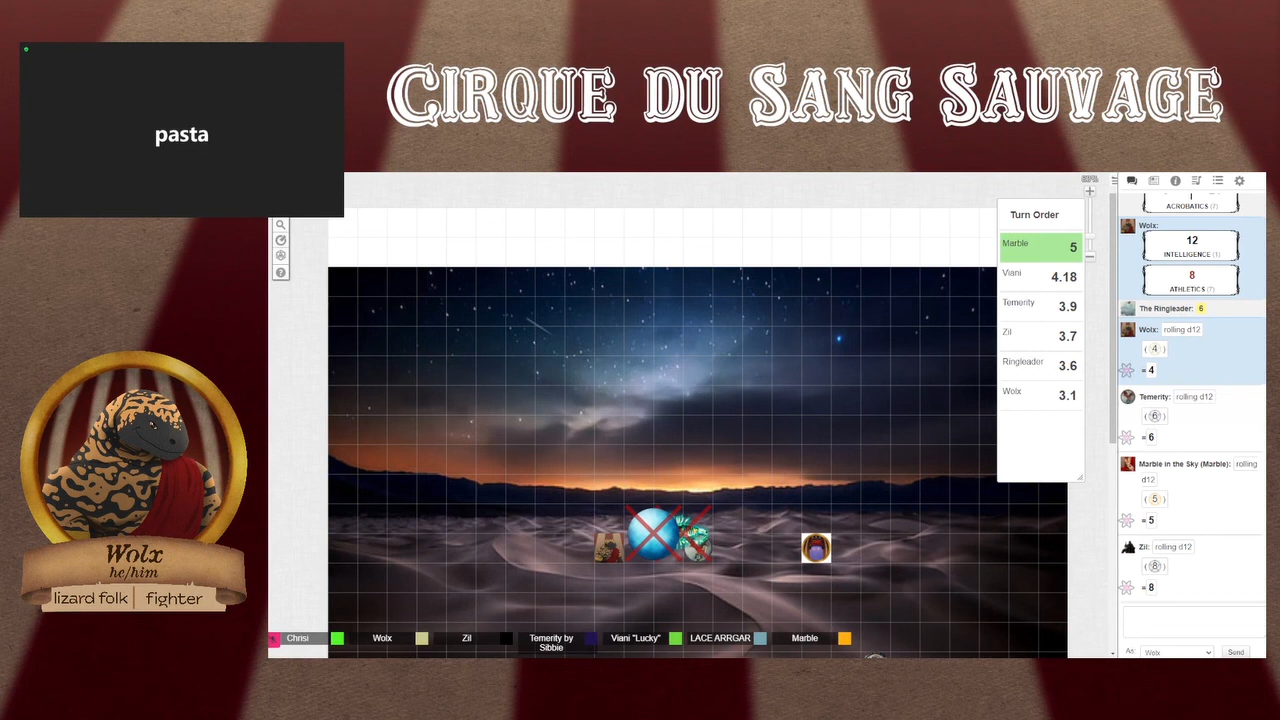 pasta
CIRQUE DU SANG SAUVAGE
Wolx
he/him
lizard folk | fighter
Turn Order
Marble 5
Viani 4.18
Temerity 3.9
Zil 3.7
Ringleader 3.6
Wolx 3.1
ACROBATICS (7)
Wolx:
12
INTELLIGENCE (1)
8
ATHLETICS (7)
The Ringleader: 6
Wolx: rolling d12
(4)
=4
Temerity: rolling d12
(6)
=6
Marble in the Sky (Marble): rolling
d12
(5)
=5
Zil: rolling d12
(8)
=8
As: Wolx Send
Chrisi
Wolx
Zil
Temerity by
Sibbie
Viani "Lucky"
LACE ARRGAR
Marble